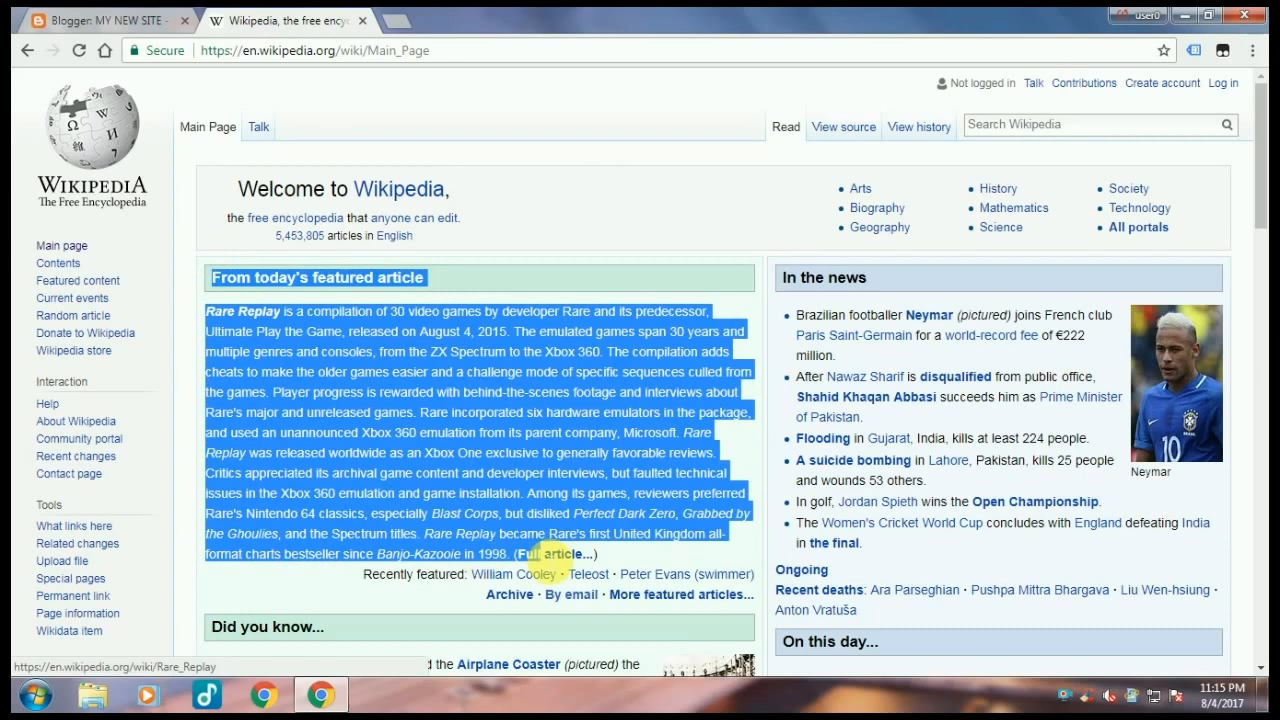 Blogger: MY NEW SITE -
Wikipedia, the free ency
user0
Secure
https://en.wikipedia.org/wiki/Main_Page
Not logged in Talk Contributions Create account Log in
Main Page Talk
Read View source View history
Search Wikipedia
WIKIPEDIA
The Free Encyclopedia
Main page
Contents
Featured content
Current events
Random article
Donate to Wikipedia
Wikipedia store
Interaction
Help
About Wikipedia
Community portal
Recent changes
Contact page
Tools
What links here
Related changes
Upload file
Special pages
Permanent link
Page information
Wikidata item
Welcome to Wikipedia,
the free encyclopedia that anyone can edit.
5,453,805 articles in English
• Arts
• Biography
• Geography
• History
• Mathematics
• Science
• Society
• Technology
• All portals
From today's featured article
Rare Replay is a compilation of 30 video games by developer Rare and its predecessor,
Ultimate Play the Game, released on August 4, 2015. The emulated games span 30 years and
multiple genres and consoles, from the ZX Spectrum to the Xbox 360. The compilation adds
cheats to make the older games easier and a challenge mode of specific sequences culled from
the games. Player progress is rewarded with behind-the-scenes footage and interviews about
Rare's major and unreleased games. Rare incorporated six hardware emulators in the package,
and used an unannounced Xbox 360 emulation from its parent company, Microsoft. Rare
Replay was released worldwide as an Xbox One exclusive to generally favorable reviews.
Critics appreciated its archival game content and developer interviews, but faulted technical
issues in the Xbox 360 emulation and game installation. Among its games, reviewers preferred
Rare's Nintendo 64 classics, especially Blast Corps, but disliked Perfect Dark Zero, Grabbed by
the Ghoulies, and the Spectrum titles. Rare Replay became Rare's first United Kingdom all-
format charts bestseller since Banjo-Kazooie in 1998. (Full article...)
Recently featured: William Cooley · Teleost · Peter Evans (swimmer)
Archive · By email · More featured articles...
Did you know...
the Airplane Coaster (pictured) the
In the news
• Brazilian footballer Neymar (pictured) joins French club
Paris Saint-Germain for a world-record fee of €222
million.
• After Nawaz Sharif is disqualified from public office,
Shahid Khaqan Abbasi succeeds him as Prime Minister
of Pakistan.
• Flooding in Gujarat, India, kills at least 224 people.
• A suicide bombing in Lahore, Pakistan, kills 25 people
and wounds 53 others.
• In golf, Jordan Spieth wins the Open Championship.
• The Women's Cricket World Cup concludes with England defeating India
in the final.
Neymar
Ongoing
Recent deaths: Ara Parseghian · Pushpa Mittra Bhargava · Liu Wen-hsiung ·
Anton Vratuša
On this day...
https://en.wikipedia.org/wiki/Rare_Replay
11:15 PM
8/4/2017